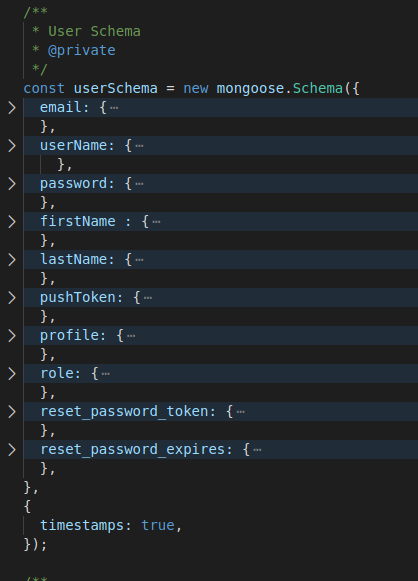 /**
 * User Schema
 * @private
 */
const userSchema = new mongoose.Schema({
  email: {⋯
  },
  userName: {⋯
    },
  password: {⋯
  },
  firstName : {⋯
  },
  lastName: {⋯
  },
  pushToken: {⋯
  },
  profile: {⋯
  },
  role: {⋯
  },
  reset_password_token: {⋯
  },
  reset_password_expires: {⋯
  },
},
{
  timestamps: true,
});
/**